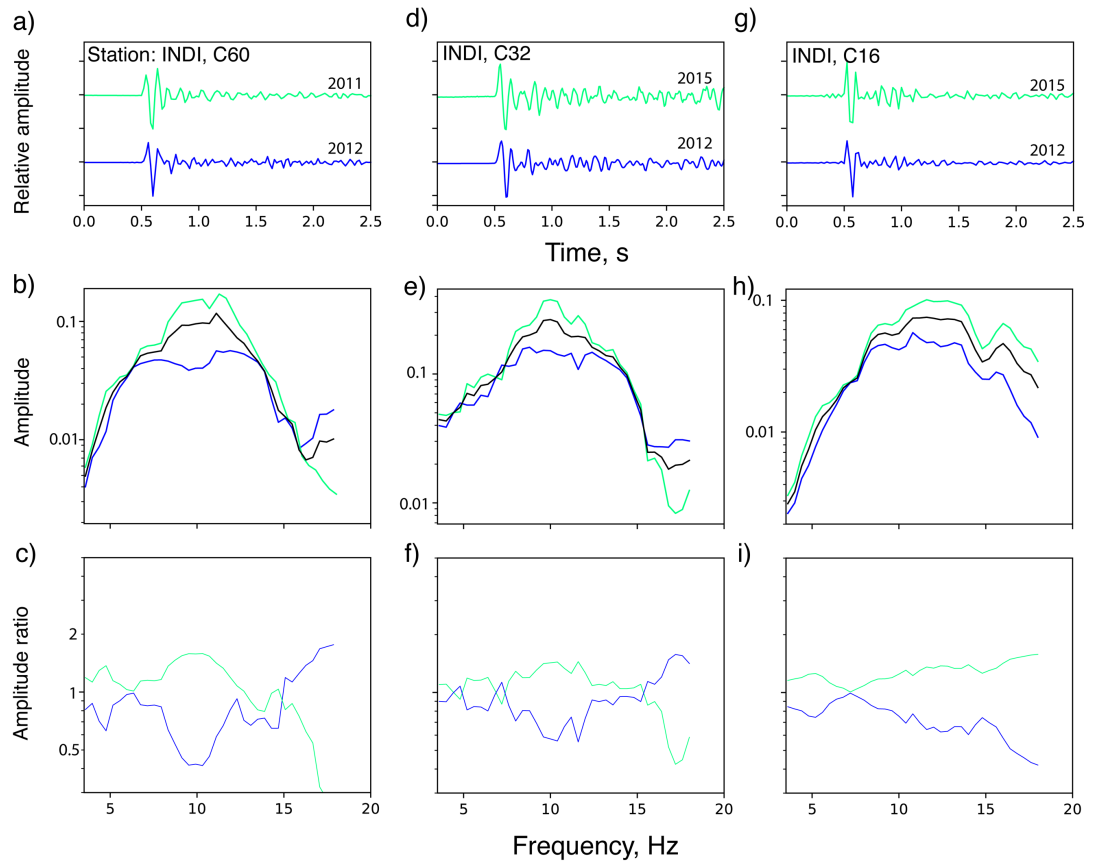 a)
d)
g)
Relative amplitude
Station: INDI, C60
INDI, C32
INDI, C16
2011
2015
2015
2012
2012
2012
0.0 0.5 1.0 1.5 2.0 2.5
0.0 0.5 1.0 1.5 2.0 2.5
0.0 0.5 1.0 1.5 2.0 2.5
Time, s
b)
e)
h)
Amplitude
0.1
0.01
0.1
0.01
0.1
0.01
c)
f)
i)
Amplitude ratio
2
1
0.5
5 10 15 20
5 10 15 20
5 10 15 20
Frequency, Hz